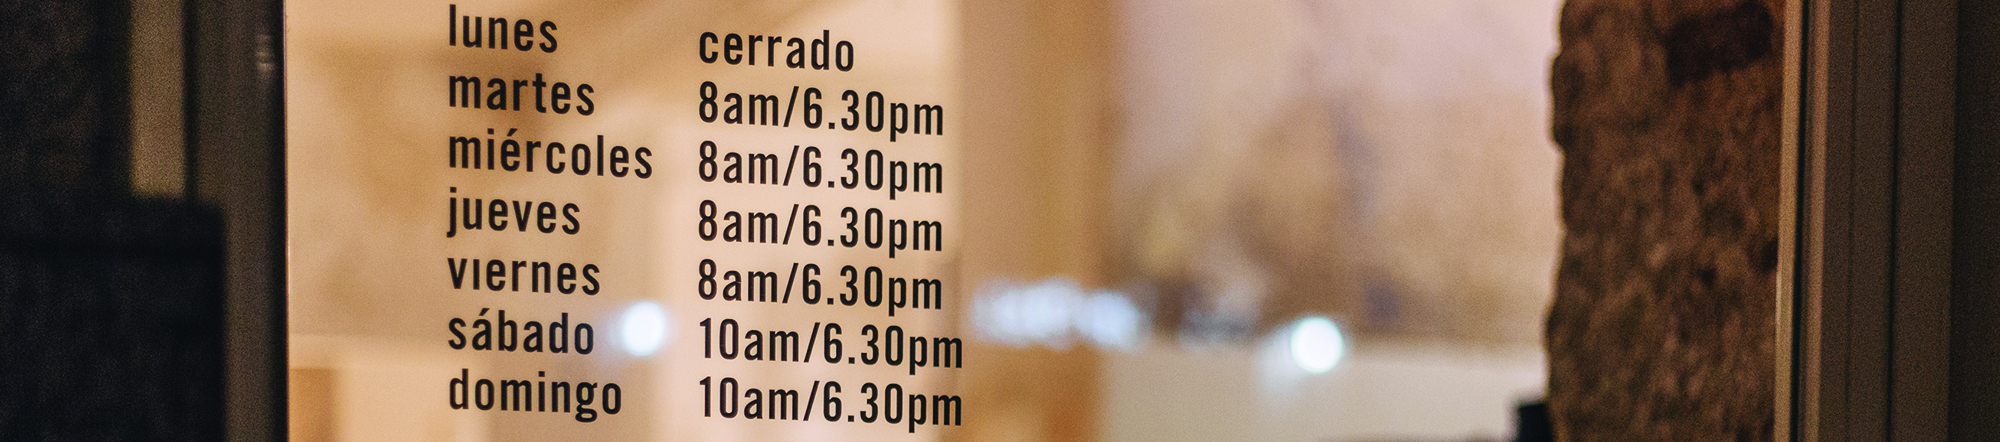 lunes cerrado
martes 8am/6.30pm
miércoles 8am/6.30pm
jueves 8am/6.30pm
viernes 8am/6.30pm
sábado 10am/6.30pm
domingo 10am/6.30pm